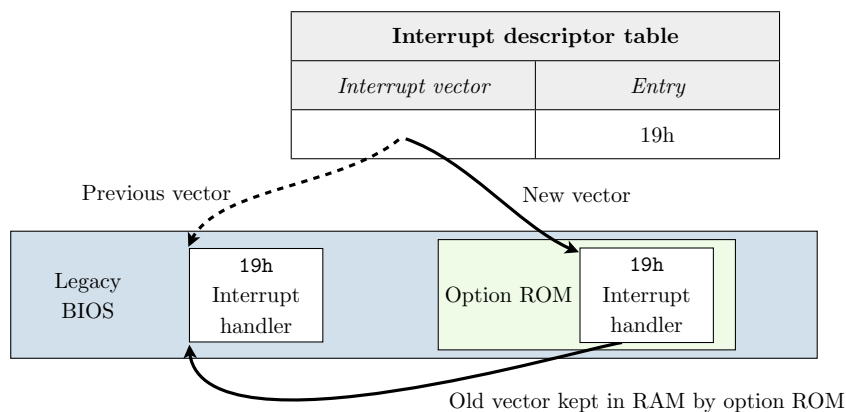 Interrupt descriptor table
Interrupt vector
Entry
19h
Previous vector
New vector
Legacy
BIOS
19h
Interrupt
handler
Option ROM
19h
Interrupt
handler
Old vector kept in RAM by option ROM